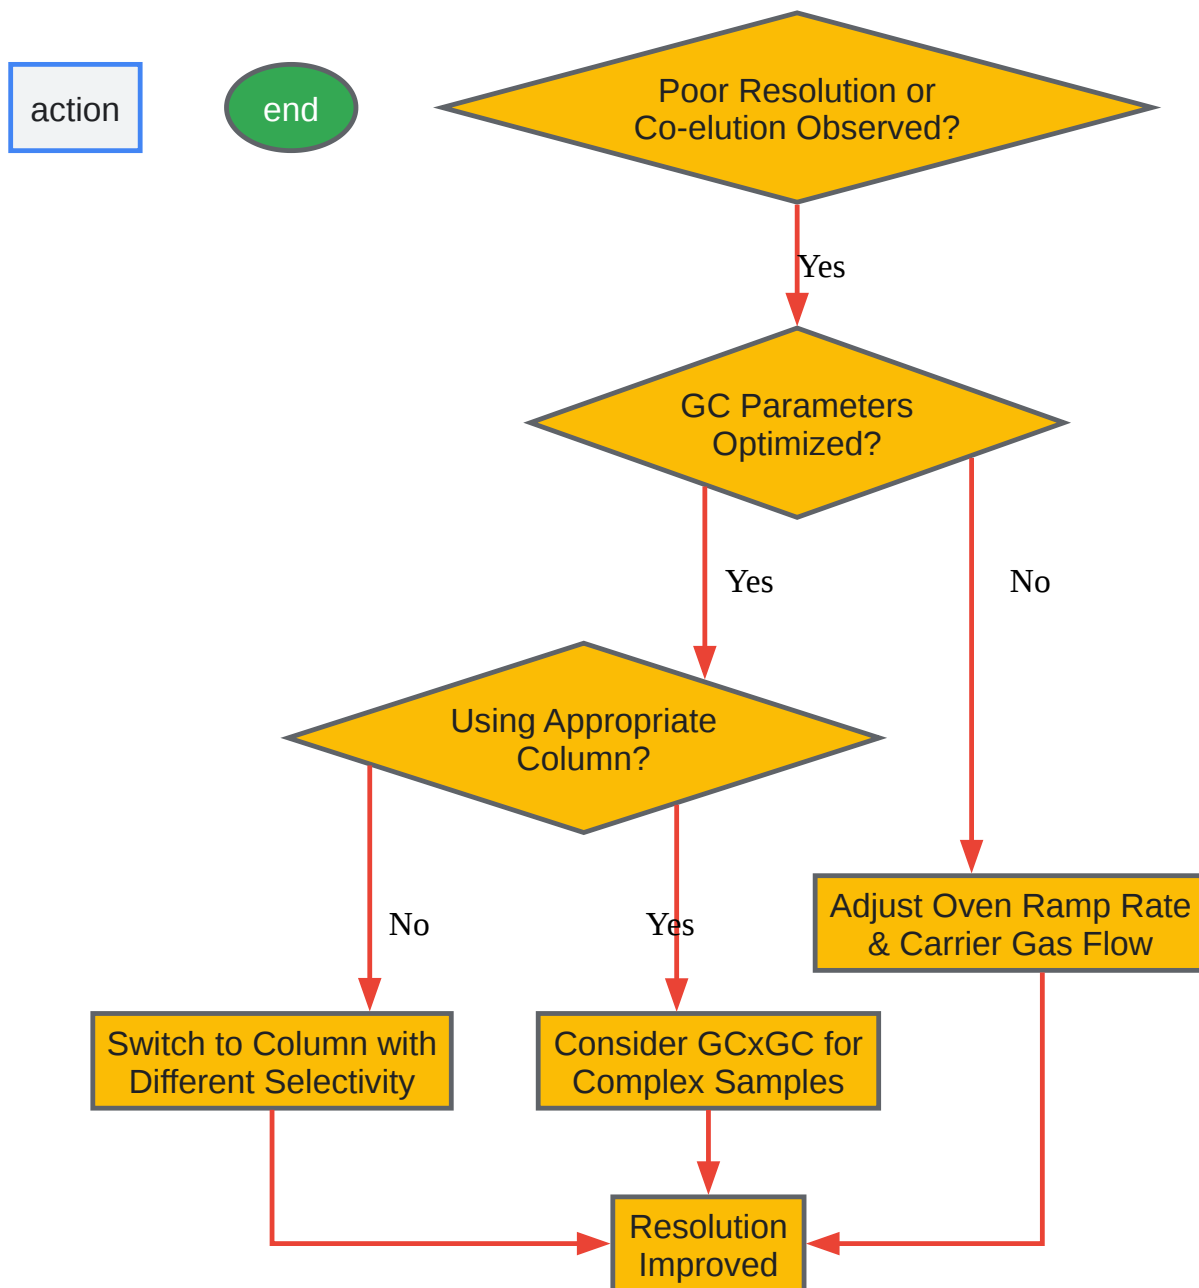 action
end
Poor Resolution or
Co-elution Observed?
Yes
GC Parameters
Optimized?
Yes
No
Using Appropriate
Column?
No
Yes
Adjust Oven Ramp Rate
& Carrier Gas Flow
Switch to Column with
Different Selectivity
Consider GCxGC for
Complex Samples
Resolution
Improved